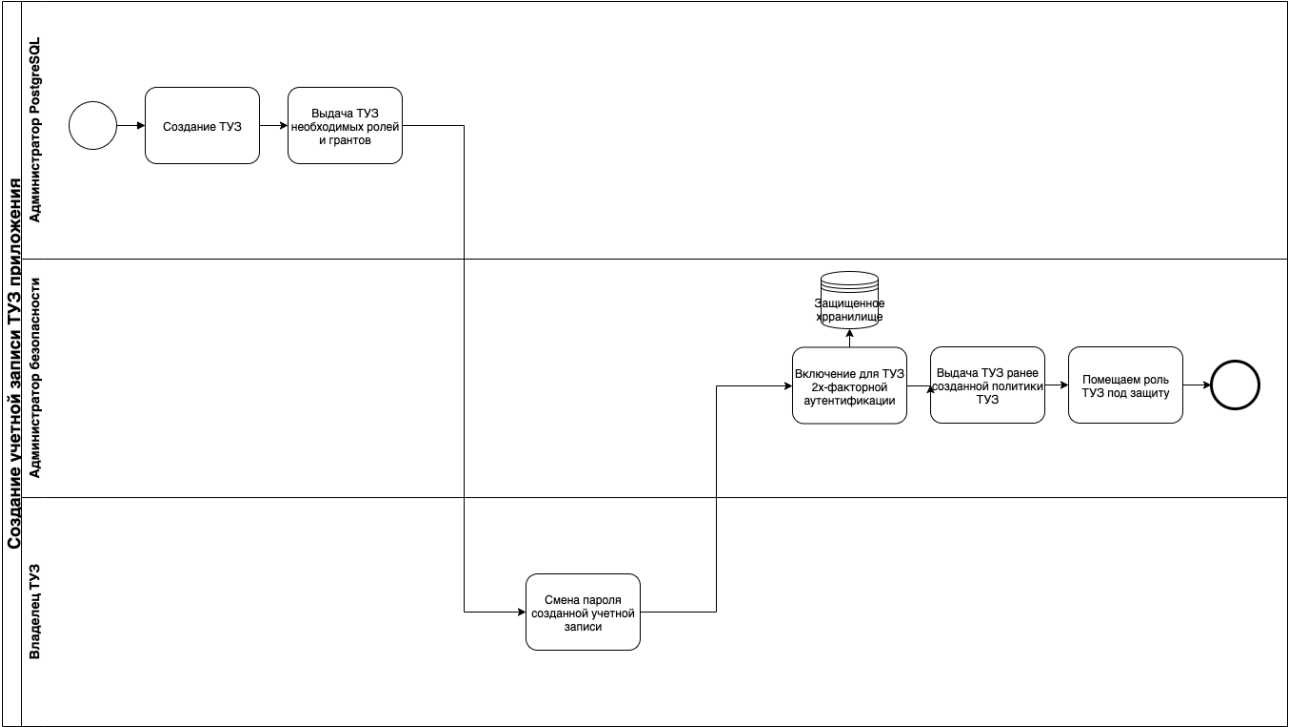 Создание учетной записи ТУЗ приложения
Администратор PostgreSQL
Создание ТУЗ
Выдача ТУЗ
необходимых ролей
и грантов
Администратор безопасности
Защищенное
хрранилище
Включение для ТУЗ
2х-факторной
аутентификации
Выдача ТУЗ ранее
созданной политики
ТУЗ
Помещаем роль
ТУЗ под защиту
Владелец ТУЗ
Смена пароля
созданной учетной
записи